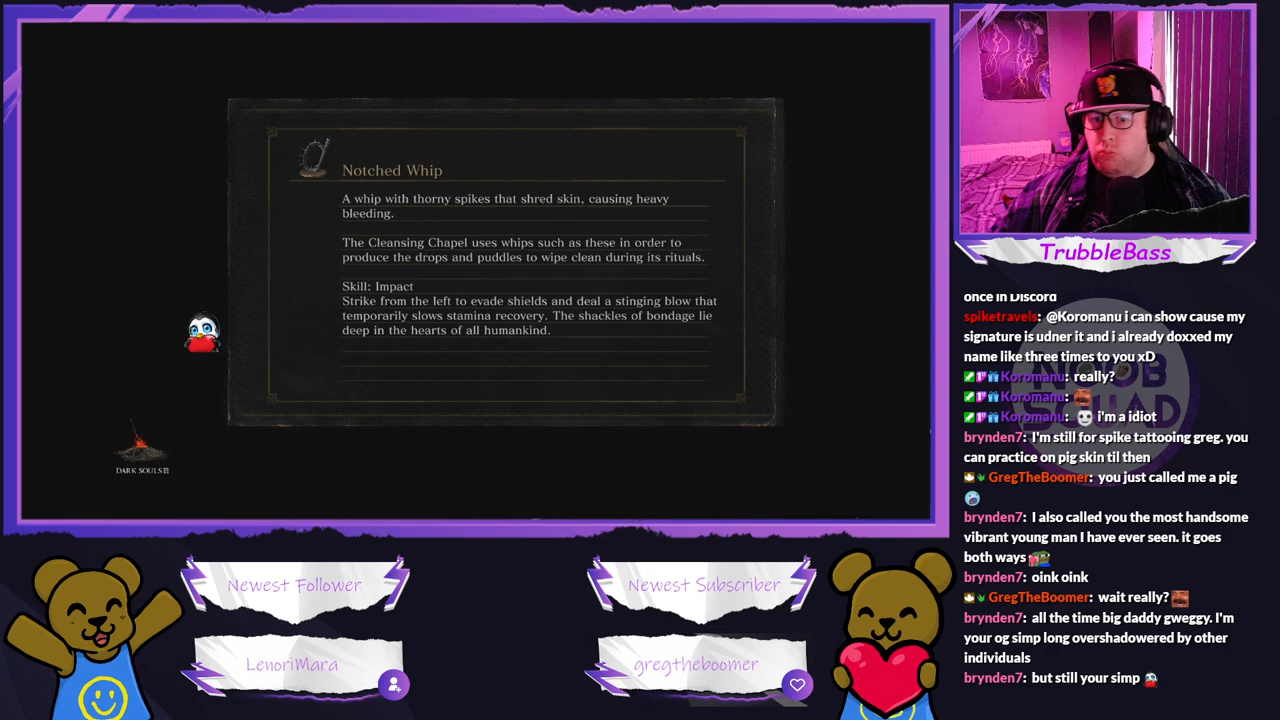 Notched Whip
A whip with thorny spikes that shred skin, causing heavy
bleeding.
The Cleansing Chapel uses whips such as these in order to
produce the drops and puddles to wipe clean during its rituals.
Skill: Impact
Strike from the left to evade shields and deal a stinging blow that
temporarily slows stamina recovery. The shackles of bondage lie
deep in the hearts of all humankind.
DARK SOULS III
Newest Follower
LenoriMara
Newest Subscriber
gregtheboomer
TrubbleBass
once in Discord
spiketravels: @Koromanu i can show cause my
signature is udner it and i already doxxed my
name like three times to you xD
Koromanu: really?
Koromanu:
Koromanu: i'm a idiot
brynden7: I'm still for spike tattooing greg. you
can practice on pig skin til then
GregTheBoomer: you just called me a pig
brynden7: I also called you the most handsome
vibrant young man I have ever seen. it goes
both ways
brynden7: oink oink
GregTheBoomer: wait really?
brynden7: all the time big daddy gweggy. I'm
your og simp long overshadowered by other
individuals
brynden7: but still your simp
NOOB
SQUAD